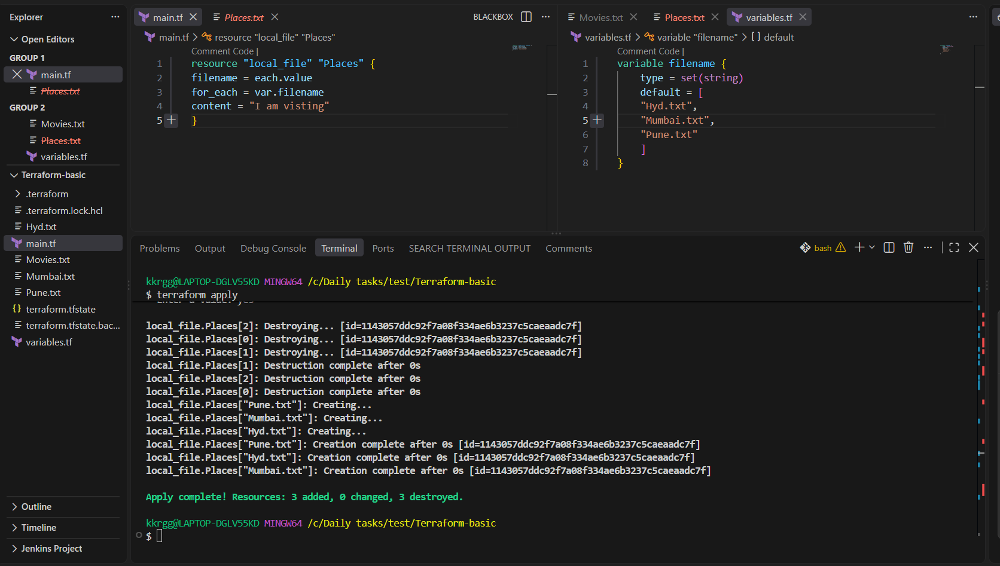 Explorer
Open Editors
GROUP 1
main.tf
Places.txt
GROUP 2
Movies.txt
Places.txt
variables.tf
Terraform-basic
.terraform
.terraform.lock.hcl
Hyd.txt
main.tf
Movies.txt
Mumbai.txt
Pune.txt
terraform.tfstate
terraform.tfstate.bac...
variables.tf
Outline
Timeline
Jenkins Project
main.tf
Places.txt
BLACKBOX
main.tf > resource "local_file" "Places"
Comment Code |
1 resource "local_file" "Places" {
2 filename = each.value
3 for_each = var.filename
4 content = "I am visting"
5 }
Movies.txt
Places.txt
variables.tf
variables.tf > variable "filename" > [ ] default
Comment Code |
1 variable filename {
2 type = set(string)
3 default = [
4 "Hyd.txt",
5 "Mumbai.txt",
6 "Pune.txt"
7 ]
8 }
Problems Output Debug Console Terminal Ports SEARCH TERMINAL OUTPUT Comments
bash
kkrgg@LAPTOP-DGLV55KD MINGW64 /c/Daily tasks/test/Terraform-basic
$ terraform apply
Enter a value: yes
local_file.Places[2]: Destroying... [id=1143057ddc92f7a08f334ae6b3237c5caeaadc7f]
local_file.Places[0]: Destroying... [id=1143057ddc92f7a08f334ae6b3237c5caeaadc7f]
local_file.Places[1]: Destroying... [id=1143057ddc92f7a08f334ae6b3237c5caeaadc7f]
local_file.Places[1]: Destruction complete after 0s
local_file.Places[2]: Destruction complete after 0s
local_file.Places[0]: Destruction complete after 0s
local_file.Places["Pune.txt"]: Creating...
local_file.Places["Mumbai.txt"]: Creating...
local_file.Places["Hyd.txt"]: Creating...
local_file.Places["Pune.txt"]: Creation complete after 0s [id=1143057ddc92f7a08f334ae6b3237c5caeaadc7f]
local_file.Places["Hyd.txt"]: Creation complete after 0s [id=1143057ddc92f7a08f334ae6b3237c5caeaadc7f]
local_file.Places["Mumbai.txt"]: Creation complete after 0s [id=1143057ddc92f7a08f334ae6b3237c5caeaadc7f]
Apply complete! Resources: 3 added, 0 changed, 3 destroyed.
kkrgg@LAPTOP-DGLV55KD MINGW64 /c/Daily tasks/test/Terraform-basic
$